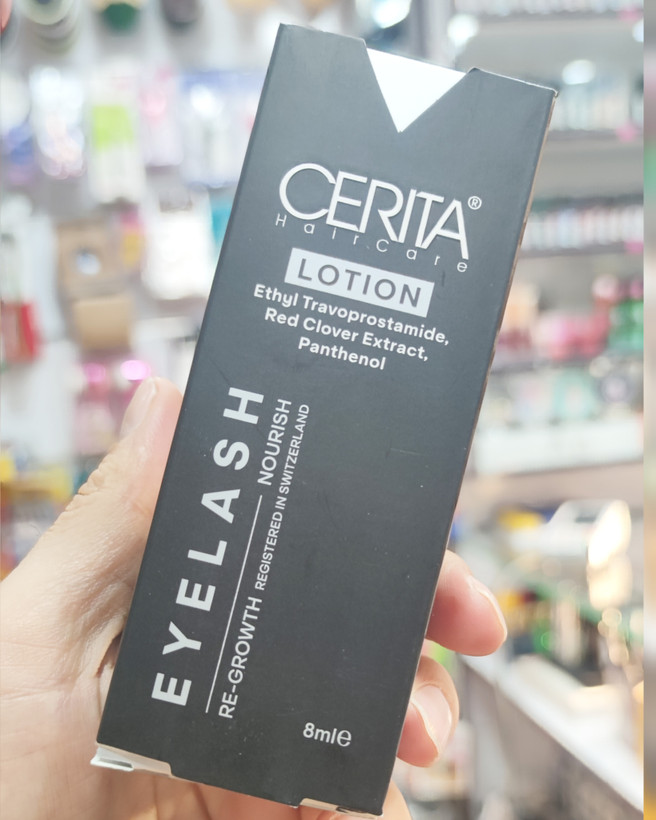 CERITA®
HairCare
LOTION
Ethyl Travoprostamide,
Red Clover Extract,
Panthenol
EYELASH
RE-GROWTH NOURISH
REGISTERED IN SWITZERLAND
8ml℮